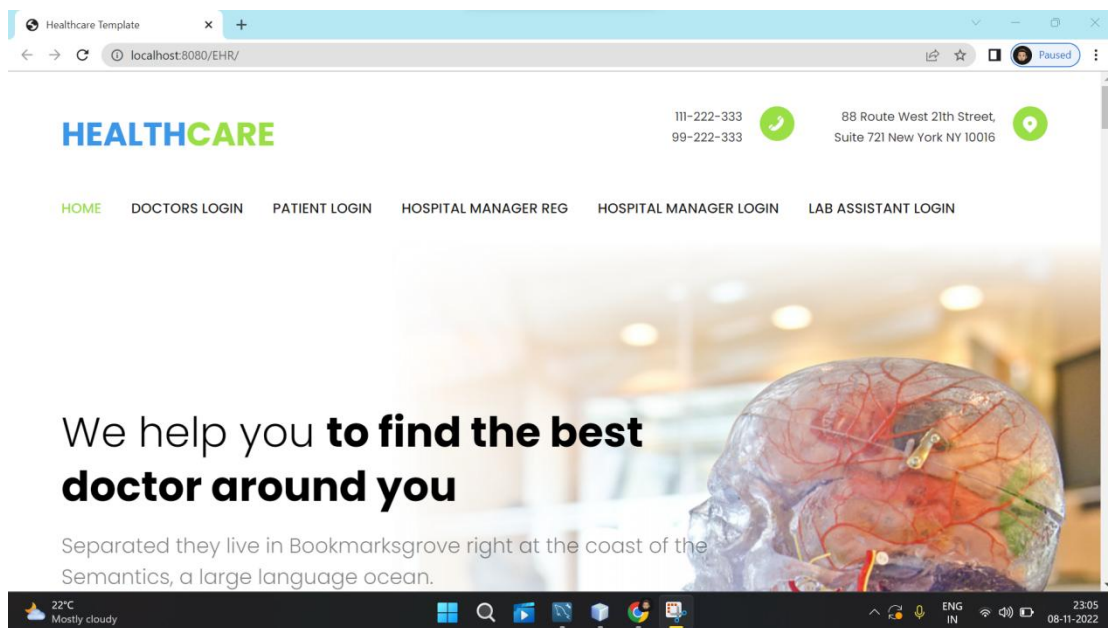 Healthcare Template
localhost:8080/EHR/
Paused
HEALTHCARE
111-222-333
99-222-333
88 Route West 21th Street,
Suite 721 New York NY 10016
HOME DOCTORS LOGIN PATIENT LOGIN HOSPITAL MANAGER REG HOSPITAL MANAGER LOGIN LAB ASSISTANT LOGIN
We help you to find the best
doctor around you
Separated they live in Bookmarksgrove right at the coast of the
Semantics, a large language ocean.
22°C
Mostly cloudy
ENG
IN
23:05
08-11-2022